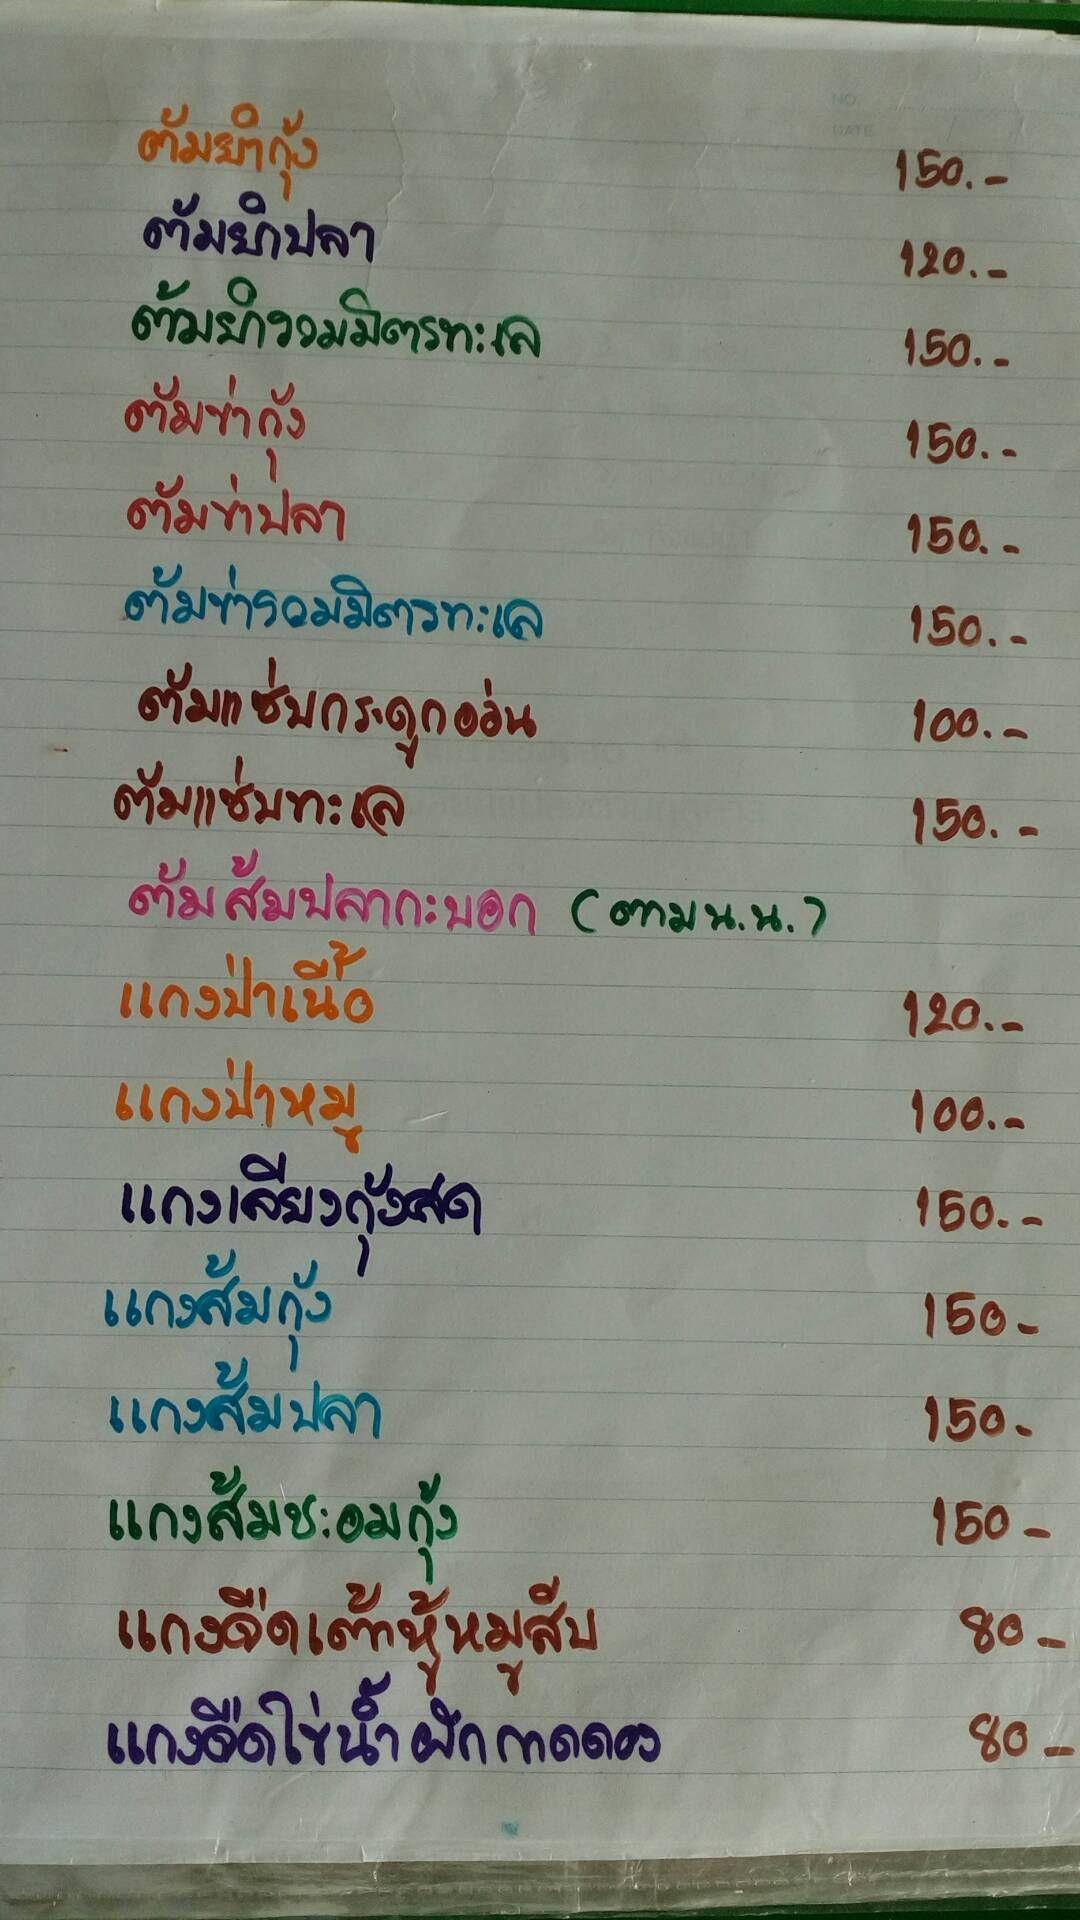 ต้มยำกุ้ง 150.-
ต้มยำปลา 120.-
ต้มยำรวมมิตรทะเล 150.-
ต้มข่ากุ้ง 150.-
ต้มข่าปลา 150.-
ต้มข่ารวมมิตรทะเล 150.-
ต้มแซ่บกระดูกอ่อน 100.-
ต้มแซ่บทะเล 150.-
ต้มส้มปลากะบอก (ตามน.น.)
แกงป่าเนื้อ 120.-
แกงป่าหมู 100.-
แกงเลียงกุ้งสด 150.-
แกงส้มกุ้ง 150-
แกงส้มปลา 150-
แกงส้มชะอมกุ้ง 150-
แกงจืดเต้าหู้หมูสับ 80-
แกงจืดไข่น้ำผักกาดดอง 80-